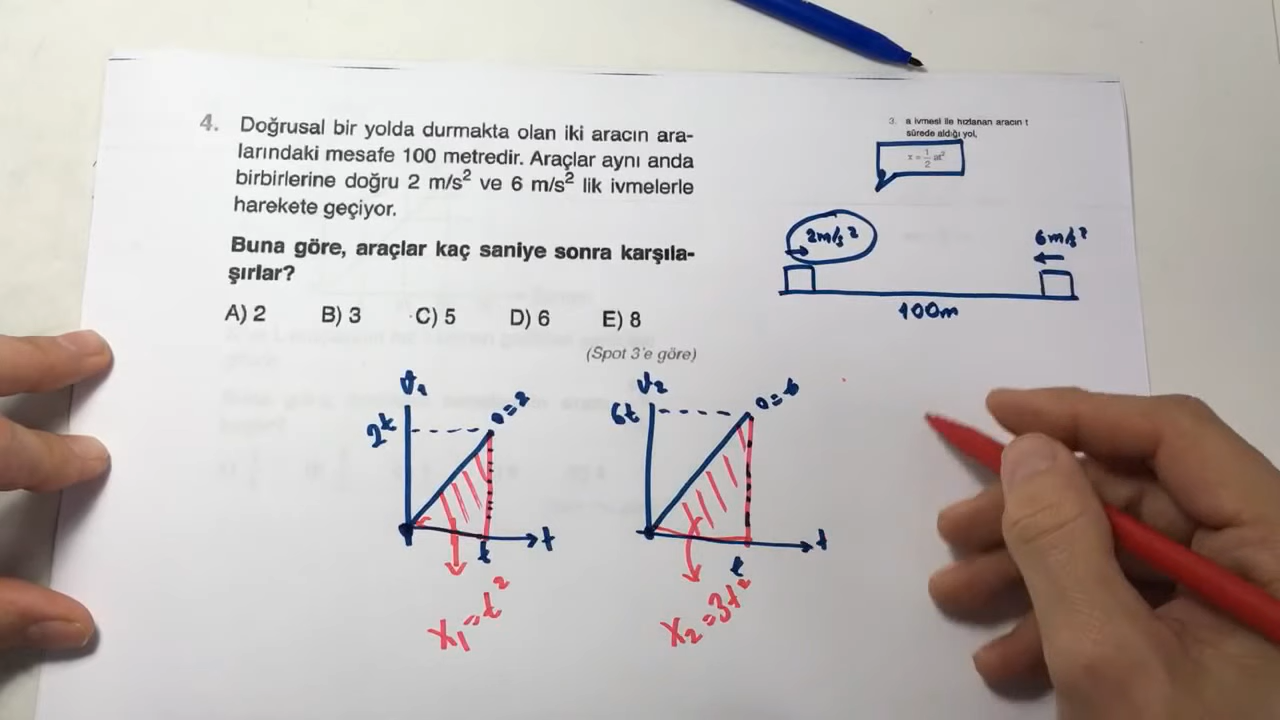 4. Doğrusal bir yolda durmakta olan iki aracın ara-
larındaki mesafe 100 metredir. Araçlar aynı anda
birbirlerine doğru 2 m/s² ve 6 m/s² lik ivmelerle
harekete geçiyor.
Buna göre, araçlar kaç saniye sonra karşıla-
şırlar?
A) 2 B) 3 C) 5 D) 6 E) 8
(Spot 3'e göre)
3. a ivmesi ile hızlanan aracın t
sürede aldığı yol,
x = 1/2 at²
2m/s² 6m/s²
100m
v₁
2t
a=2
t
t
x₁=t²
v₂
6t
a=6
t
t
x₂=3t²